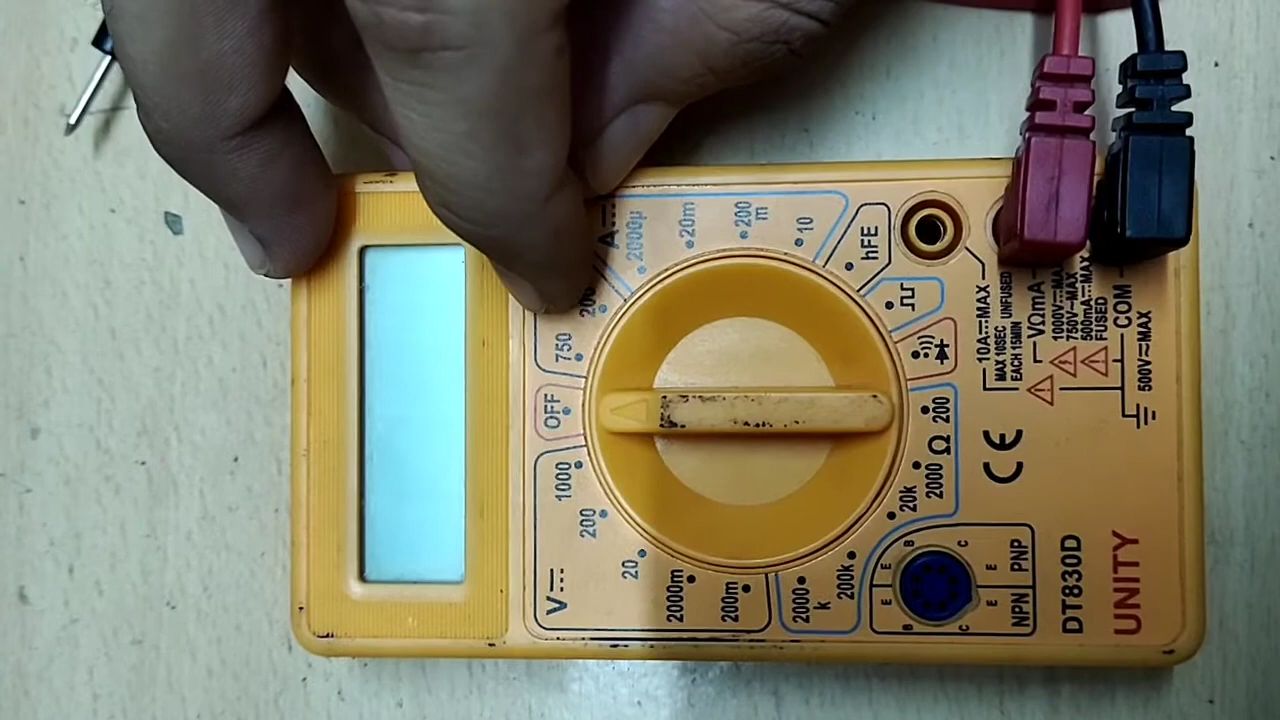 OFF
750
200
A
2000μ
20m
200
m
10
hFE
200
Ω
2000
20k
200k
2000
k
200m
2000m
20
200
1000
V
10A⎓MAX
MAX 10SEC UNFUSED
EACH 15MIN
VΩmA
1000V⎓MAX
750V~MAX
500mA⎓MAX
FUSED
COM
500V≂MAX
CE
B C
E E PNP
E E NPN
B C
DT830D
UNITY